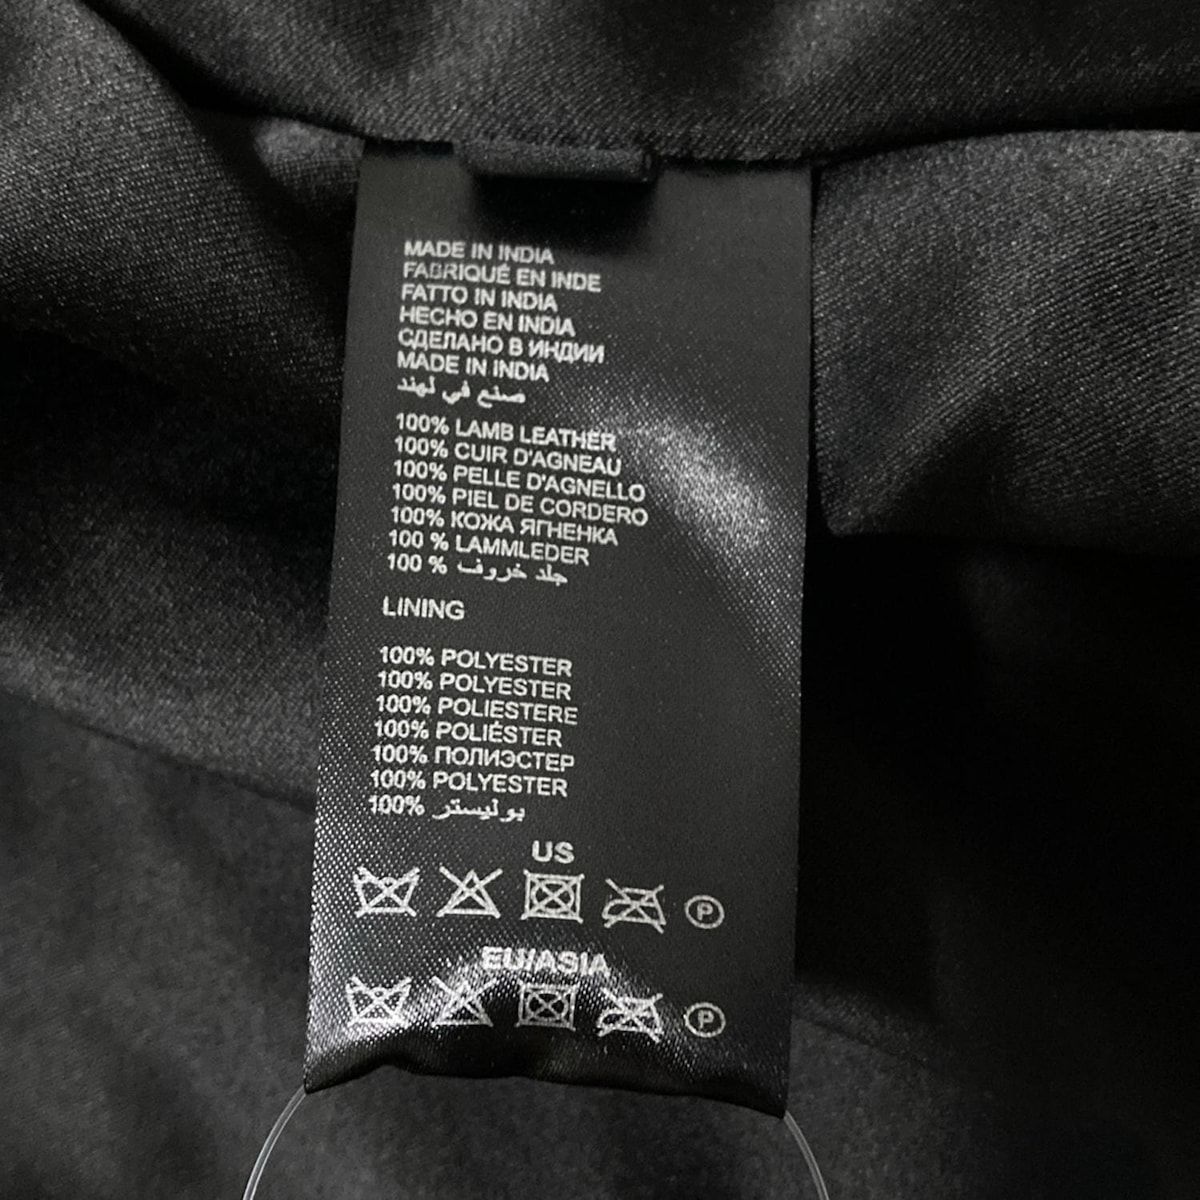 MADE IN INDIA
FABRIQUÉ EN INDE
FATTO IN INDIA
HECHO EN INDIA
СДЕЛАНО В ИНДИИ
MADE IN INDIA
صنع في لهند
100% LAMB LEATHER
100% CUIR D'AGNEAU
100% PELLE D'AGNELLO
100% PIEL DE CORDERO
100% КОЖА ЯГНЕНКА
100 % LAMMLEDER
100 % جلد خروف
LINING
100% POLYESTER
100% POLYESTER
100% POLIESTERE
100% POLIÉSTER
100% ПОЛИЭСТЕР
100% POLYESTER
100% بوليستر
US
P
EU/ASIA
P